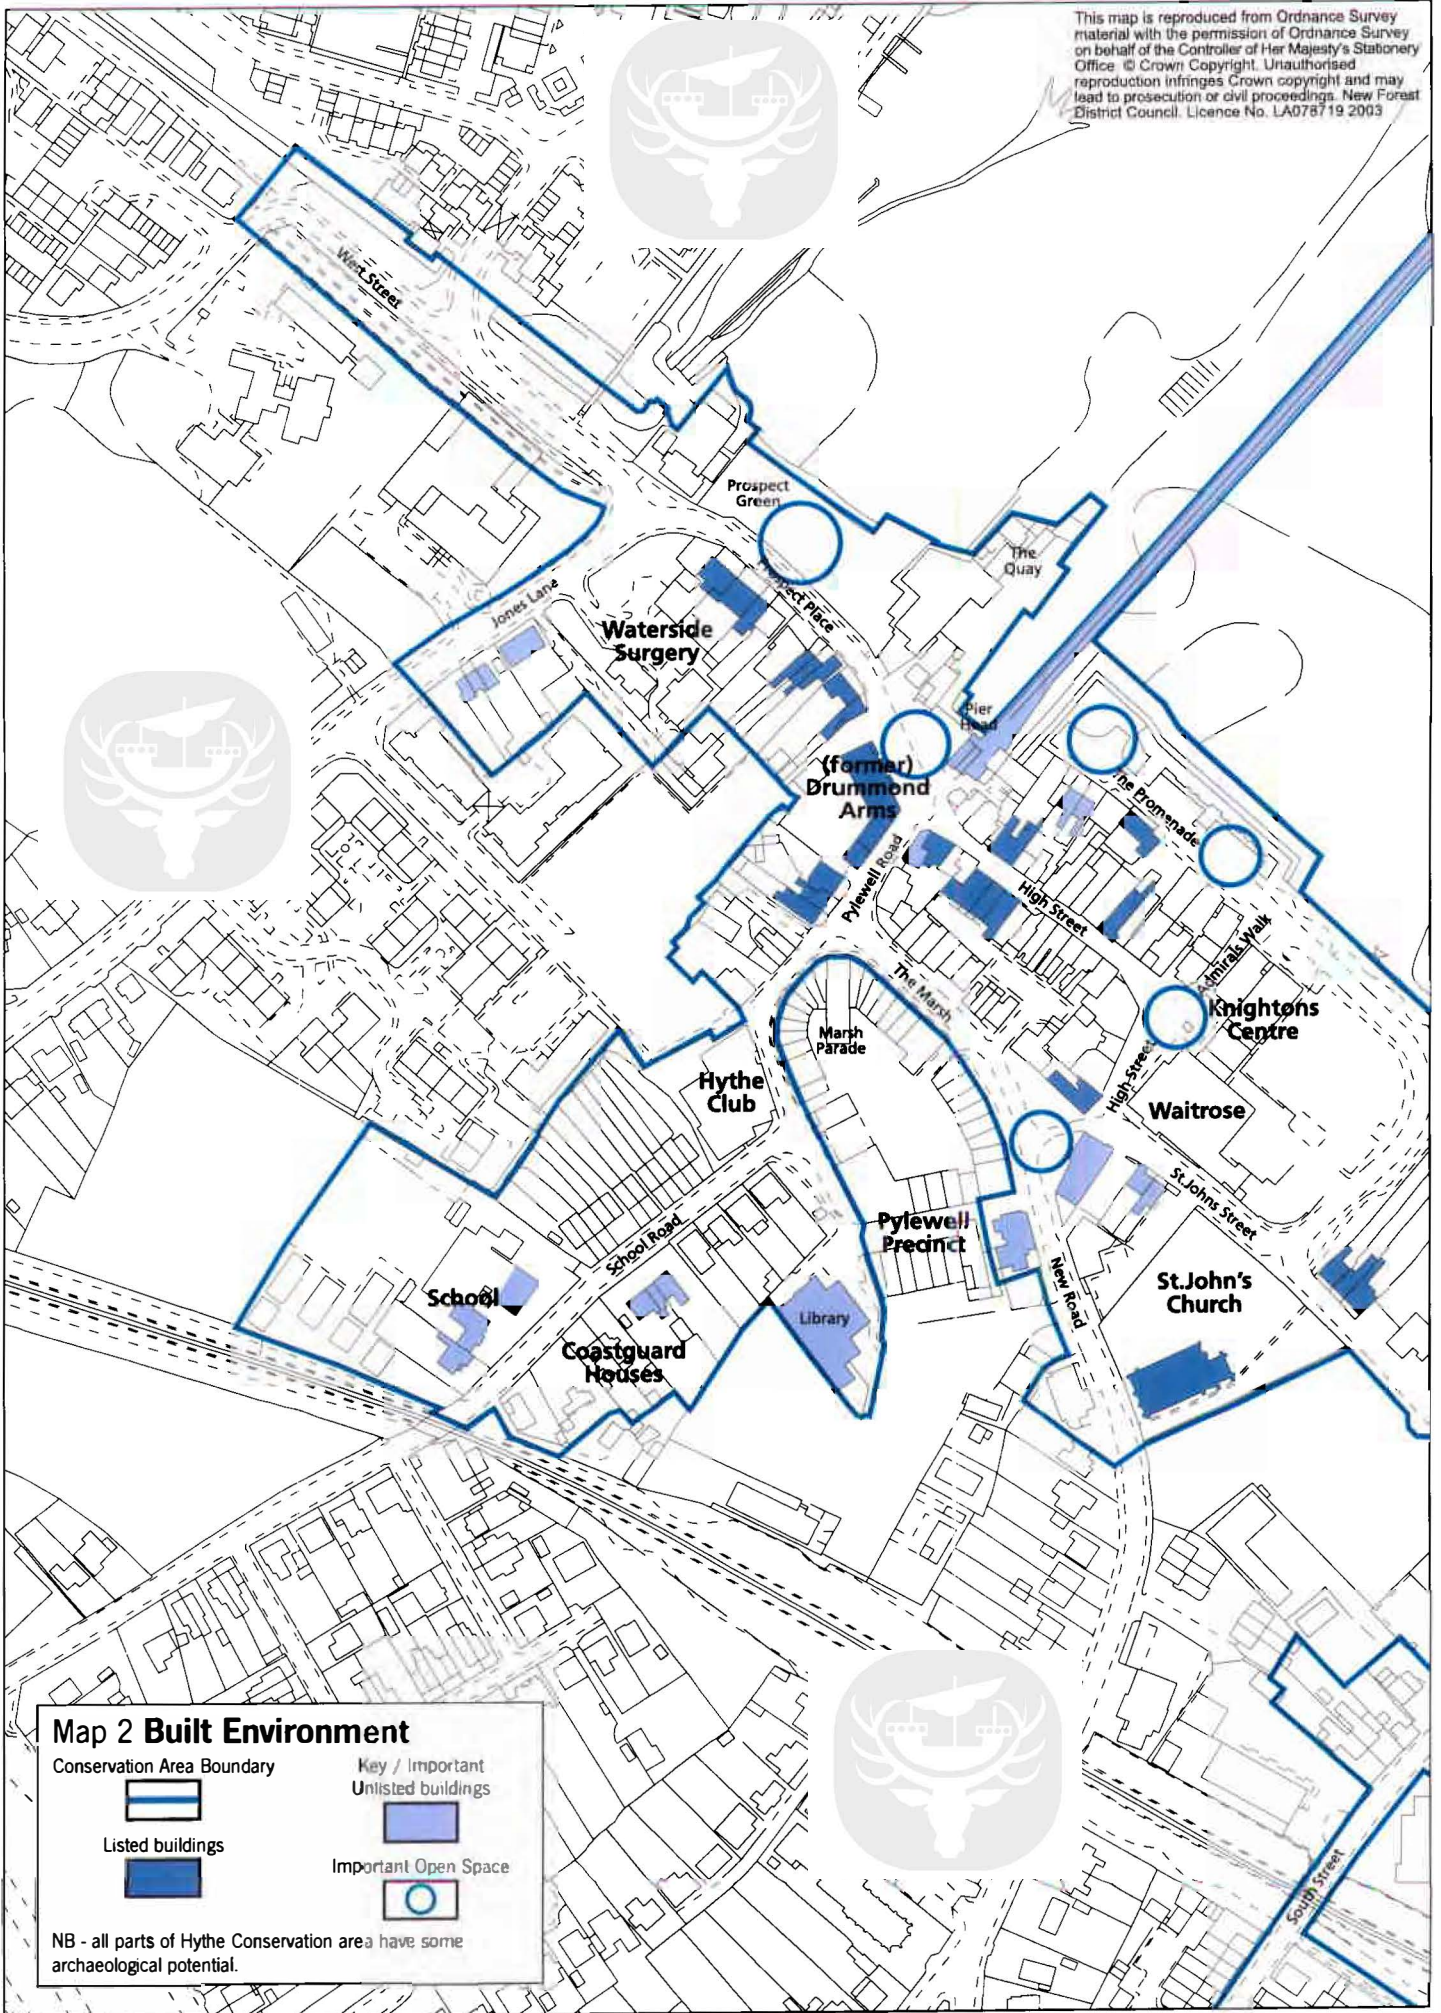 This map is reproduced from Ordnance Survey
material with the permission of Ordnance Survey
on behalf of the Controller of Her Majesty's Stationery
Office © Crown Copyright. Unauthorised
reproduction infringes Crown copyright and may
lead to prosecution or civil proceedings. New Forest
District Council. Licence No. LA078719 2003
West Street
Prospect
Green
The
Quay
Prospect Place
Jones Lane
Waterside
Surgery
Pier
Head
(former)
Drummond
Arms
The Promenade
Pylewell Road
High Street
Admirals Walk
The Marsh
Knightons
Centre
Marsh
Parade
High Street
Hythe
Club
Waitrose
St.Johns Street
School Road
Pylewell
Precinct
New Road
St.John's
Church
School
Library
Coastguard
Houses
South Street
Map 2 Built Environment
Conservation Area Boundary
Key / Important
Unlisted buildings
Listed buildings
Important Open Space
NB - all parts of Hythe Conservation area have some
archaeological potential.